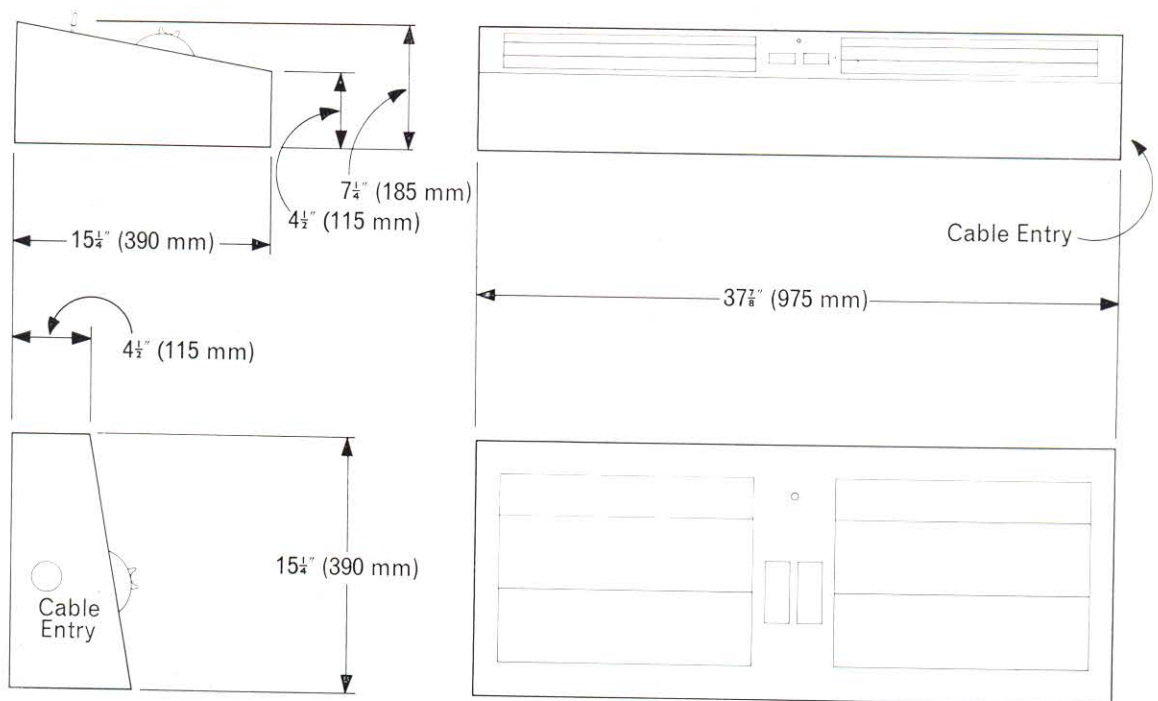 7¼" (185 mm)
4½" (115 mm)
15¼" (390 mm)
Cable Entry
37⅞" (975 mm)
4½" (115 mm)
15¼" (390 mm)
Cable
Entry